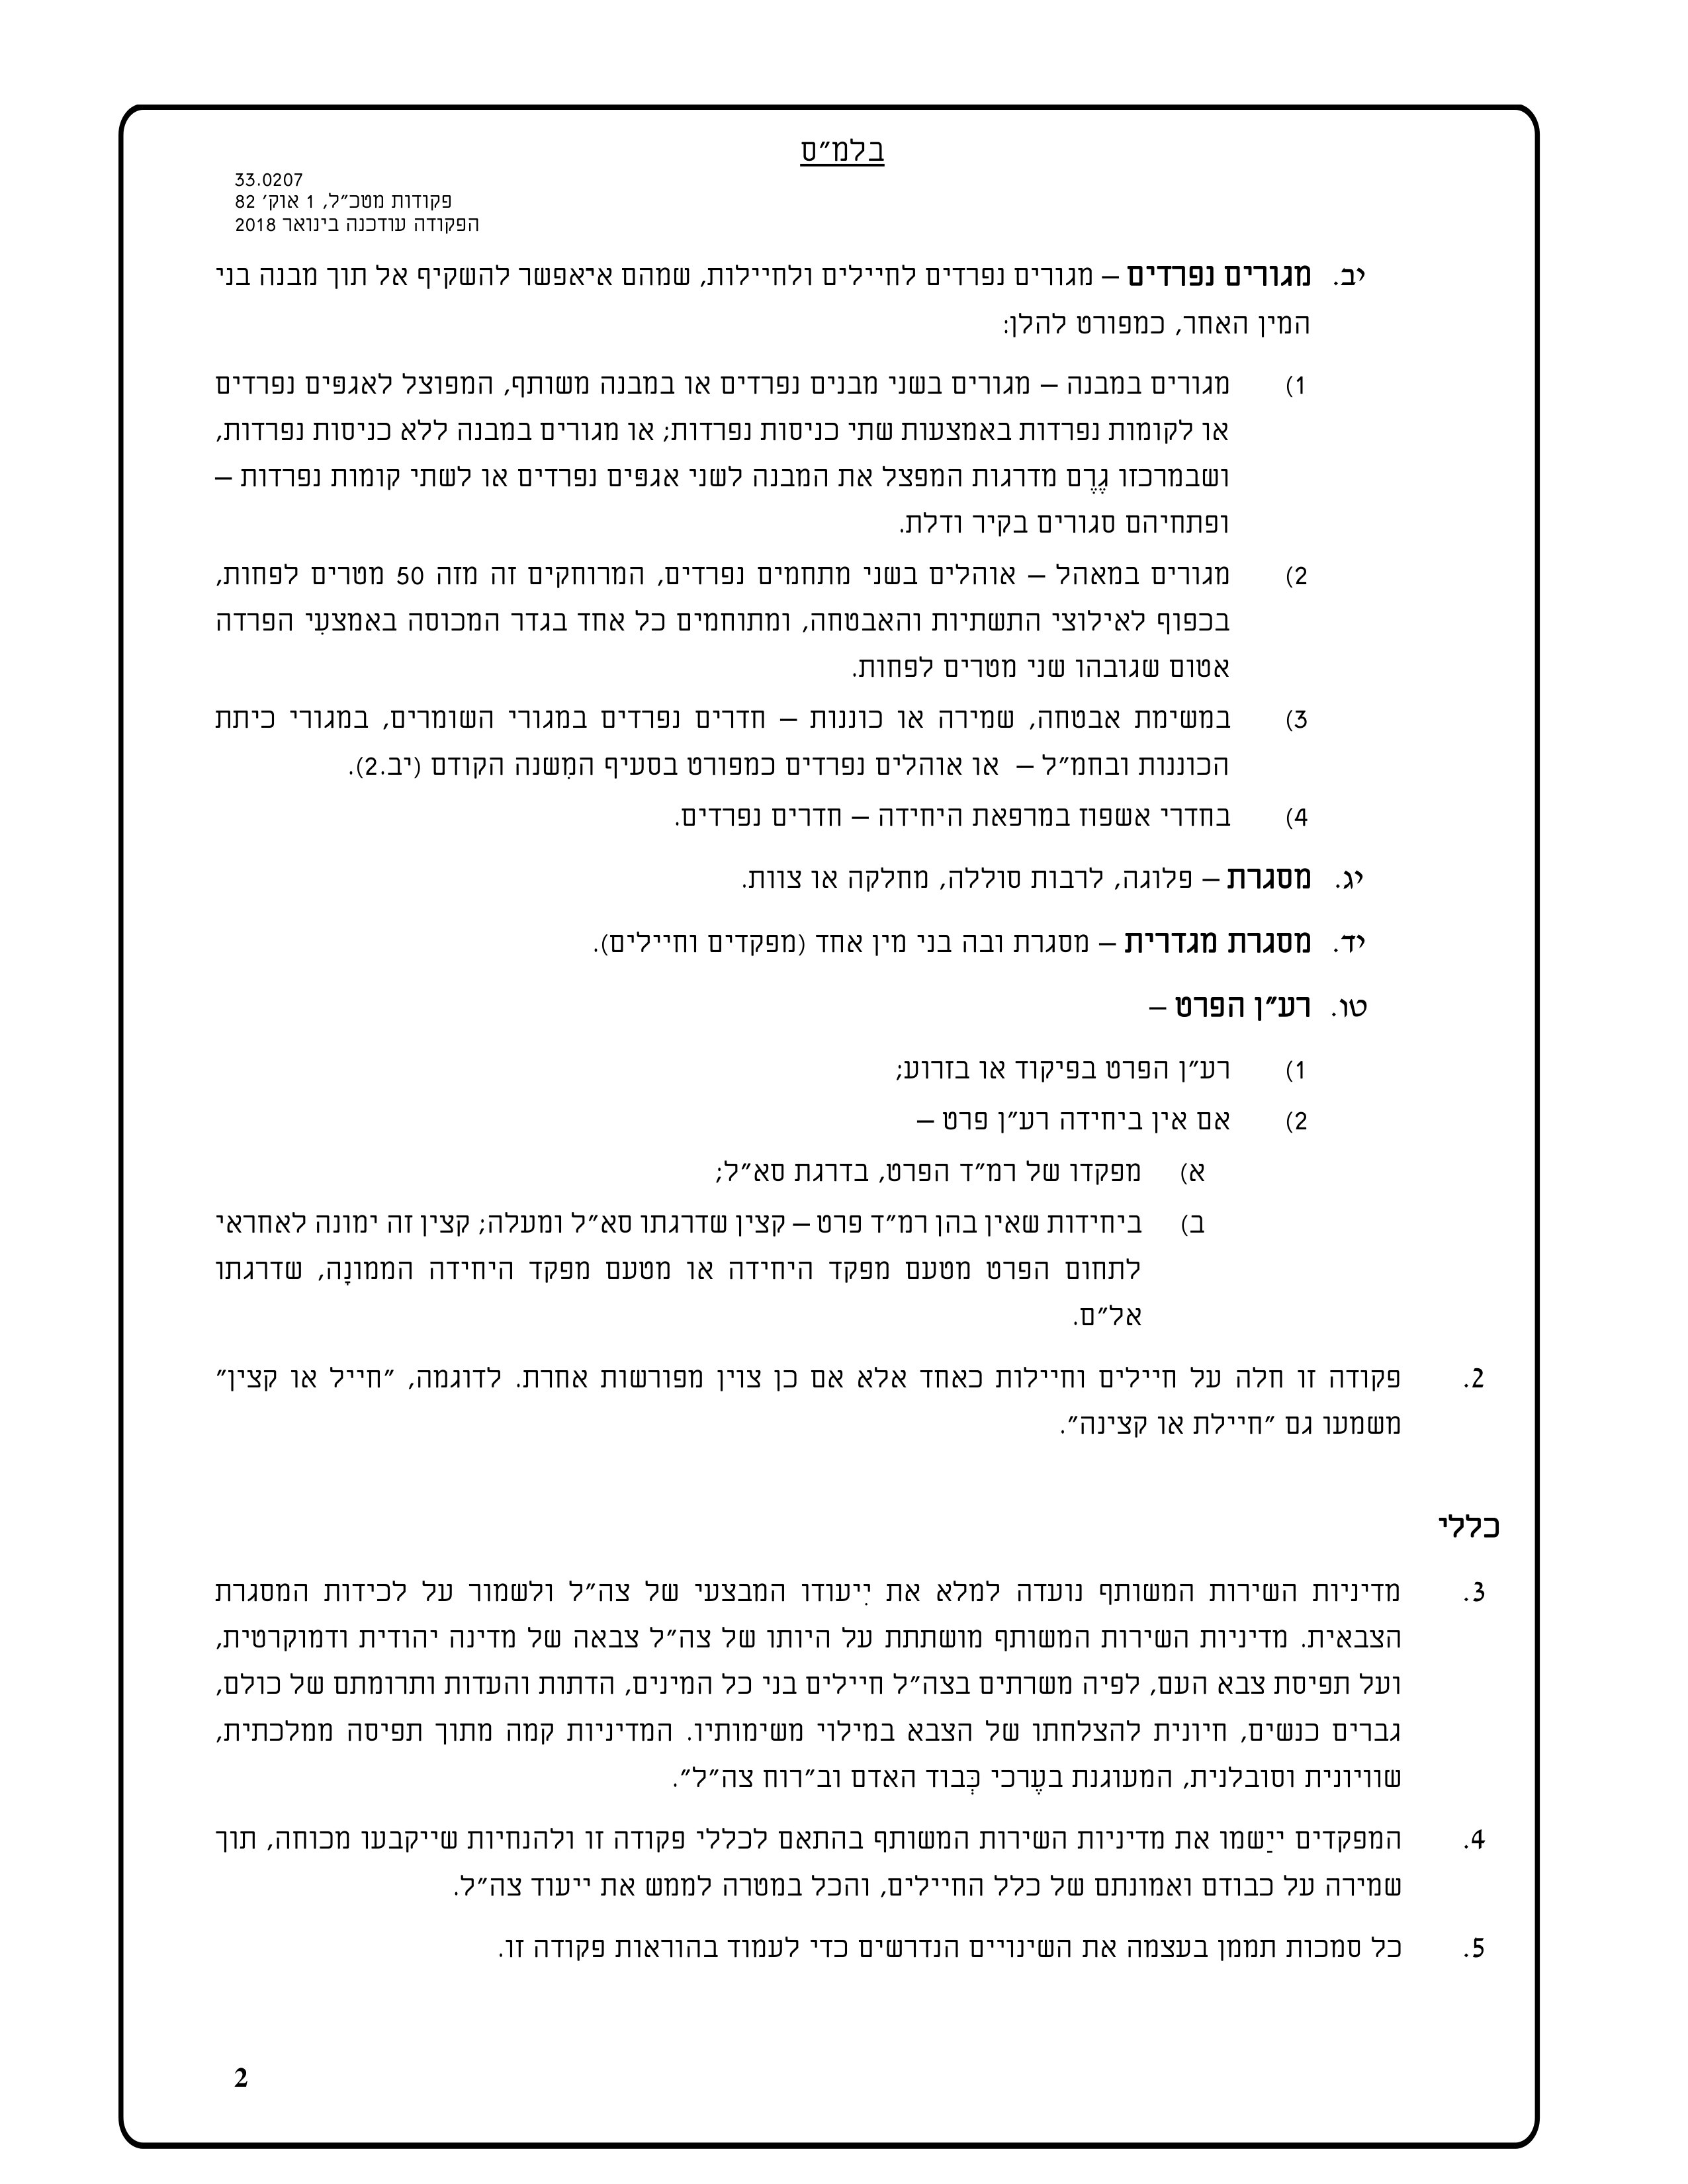 בלמ"ס
33.0207
פקודות מטכ"ל, 1 אוק' 82
הפקודה עודכנה בינואר 2018
יב. מגורים נפרדים – מגורים נפרדים לחיילים ולחיילות, שמהם איאפשר להשקיף אל תוך מבנה בני
המין האחר, כמפורט להלן:
1) מגורים במבנה – מגורים בשני מבנים נפרדים או במבנה משותף, המפוצל לאגפּים נפרדים
או לקומות נפרדות באמצעות שתי כניסות נפרדות; או מגורים במבנה ללא כניסות נפרדות,
ושבמרכזו גֶרֶם מדרגות המפצל את המבנה לשני אגפּים נפרדים או לשתי קומות נפרדות –
ופתחיהם סגורים בקיר ודלת.
2) מגורים במאהל – אוהלים בשני מתחמים נפרדים, המרוחקים זה מזה 50 מטרים לפחות,
בכפוף לאילוצי התשתיות והאבטחה, ומתוחמים כל אחד בגדר המכוסה באמצעִי הפרדה
אטום שגובהו שני מטרים לפחות.
3) במשימת אבטחה, שמירה או כוננות – חדרים נפרדים במגורי השומרים, במגורי כיתת
הכוננות ובחמ"ל – או אוהלים נפרדים כמפורט בסעיף המִשנה הקודם (יב.2).
4) בחדרי אשפוז במרפאת היחידה – חדרים נפרדים.
יג. מסגרת – פלוגה, לרבות סוללה, מחלקה או צוות.
יד. מסגרת מגדרית – מסגרת ובה בני מין אחד (מפקדים וחיילים).
טו. רע"ן הפרט –
1) רע"ן הפרט בפיקוד או בזרוע;
2) אם אין ביחידה רע"ן פרט –
א) מפקדו של רמ"ד הפרט, בדרגת סא"ל;
ב) ביחידות שאין בהן רמ"ד פרט – קצין שדרגתו סא"ל ומעלה; קצין זה ימונה לאחראי
לתחום הפרט מטעם מפקד היחידה או מטעם מפקד היחידה הממונָה, שדרגתו
אל"ם.
2. פקודה זו חלה על חיילים וחיילות כאחד אלא אם כן צוין מפורשות אחרת. לדוגמה, "חייל או קצין"
משמעו גם "חיילת או קצינה".
כללי
3. מדיניות השירות המשותף נועדה למלא את יִיעודו המבצעי של צה"ל ולשמור על לכידות המסגרת
הצבאית. מדיניות השירות המשותף מושתתת על היותו של צה"ל צבאה של מדינה יהודית ודמוקרטית,
ועל תפיסת צבא העם, לפיה משרתים בצה"ל חיילים בני כל המינים, הדתות והעדות ותרומתם של כולם,
גברים כנשים, חיונית להצלחתו של הצבא במילוי משימותיו. המדיניות קמה מתוך תפיסה ממלכתית,
שוויונית וסובלנית, המעוגנת בעֶרכי כְּבוד האדם וב"רוח צה"ל".
4. המפקדים ייַשמו את מדיניות השירות המשותף בהתאם לכללי פקודה זו ולהנחיות שייקבעו מכוחה, תוך
שמירה על כבודם ואמונתם של כלל החיילים, והכל במטרה לממש את ייעוד צה"ל.
5. כל סמכות תממן בעצמה את השינויים הנדרשים כדי לעמוד בהוראות פקודה זו.
2